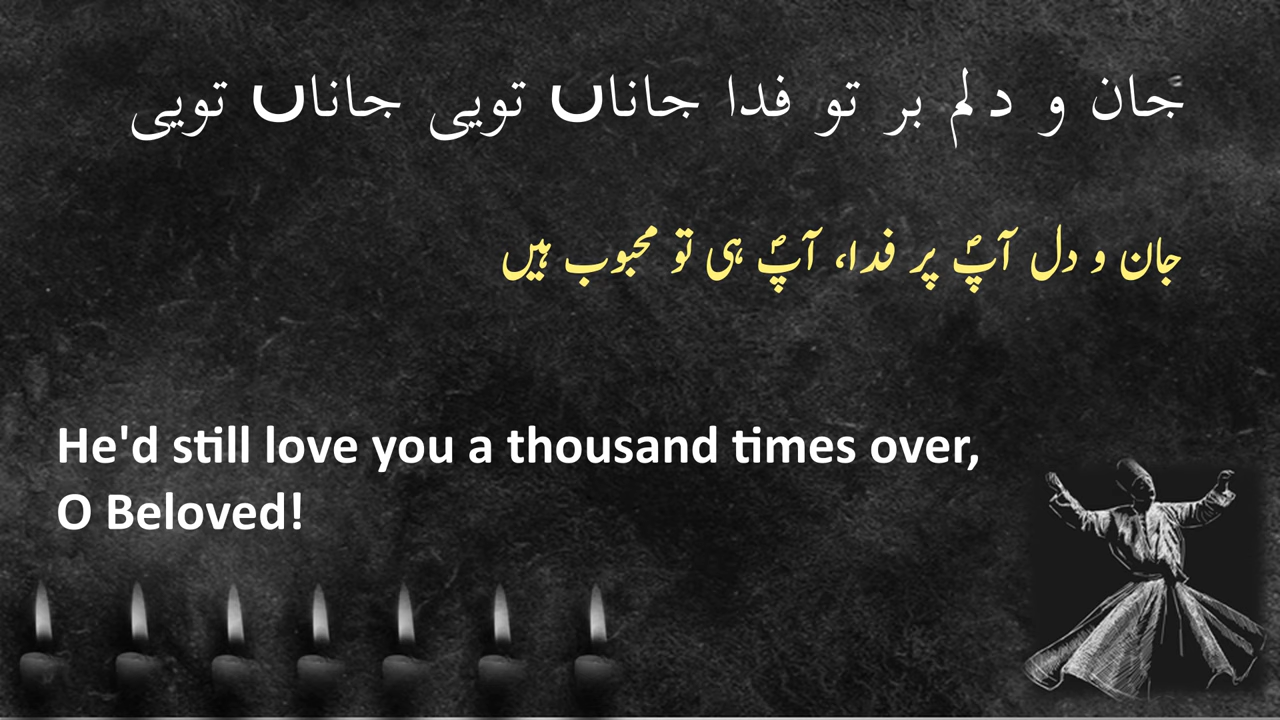 جان و دلم بر تو فدا جاناں تویی جاناں تویی
جان و دل آپؐ پر فدا، آپؐ ہی تو محبوب ہیں
He'd still love you a thousand times over,
O Beloved!